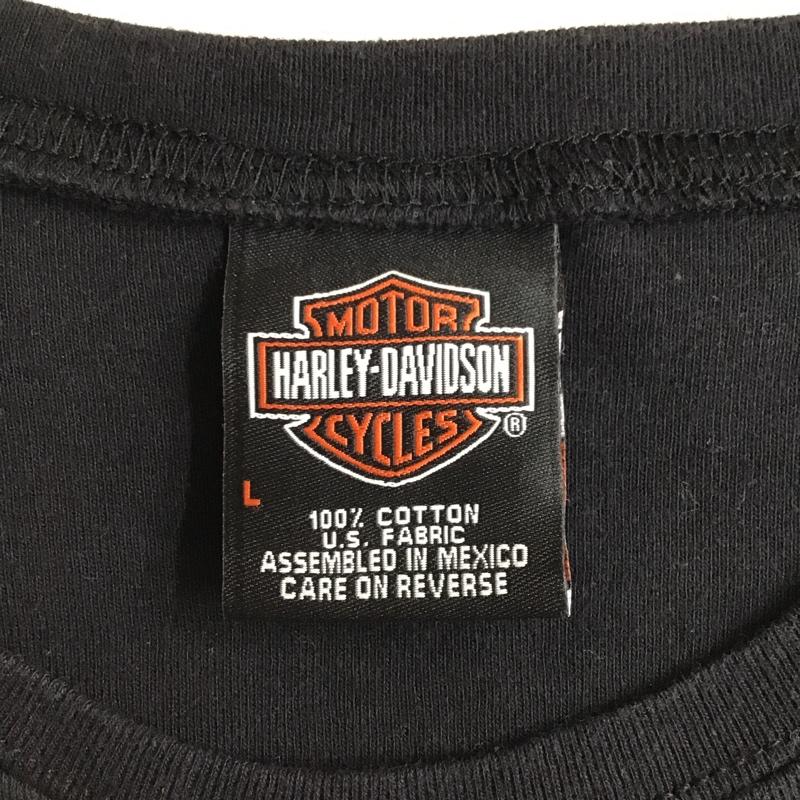 MOTOR
HARLEY-DAVIDSON
CYCLES
®
L
100% COTTON
U.S. FABRIC
ASSEMBLED IN MEXICO
CARE ON REVERSE